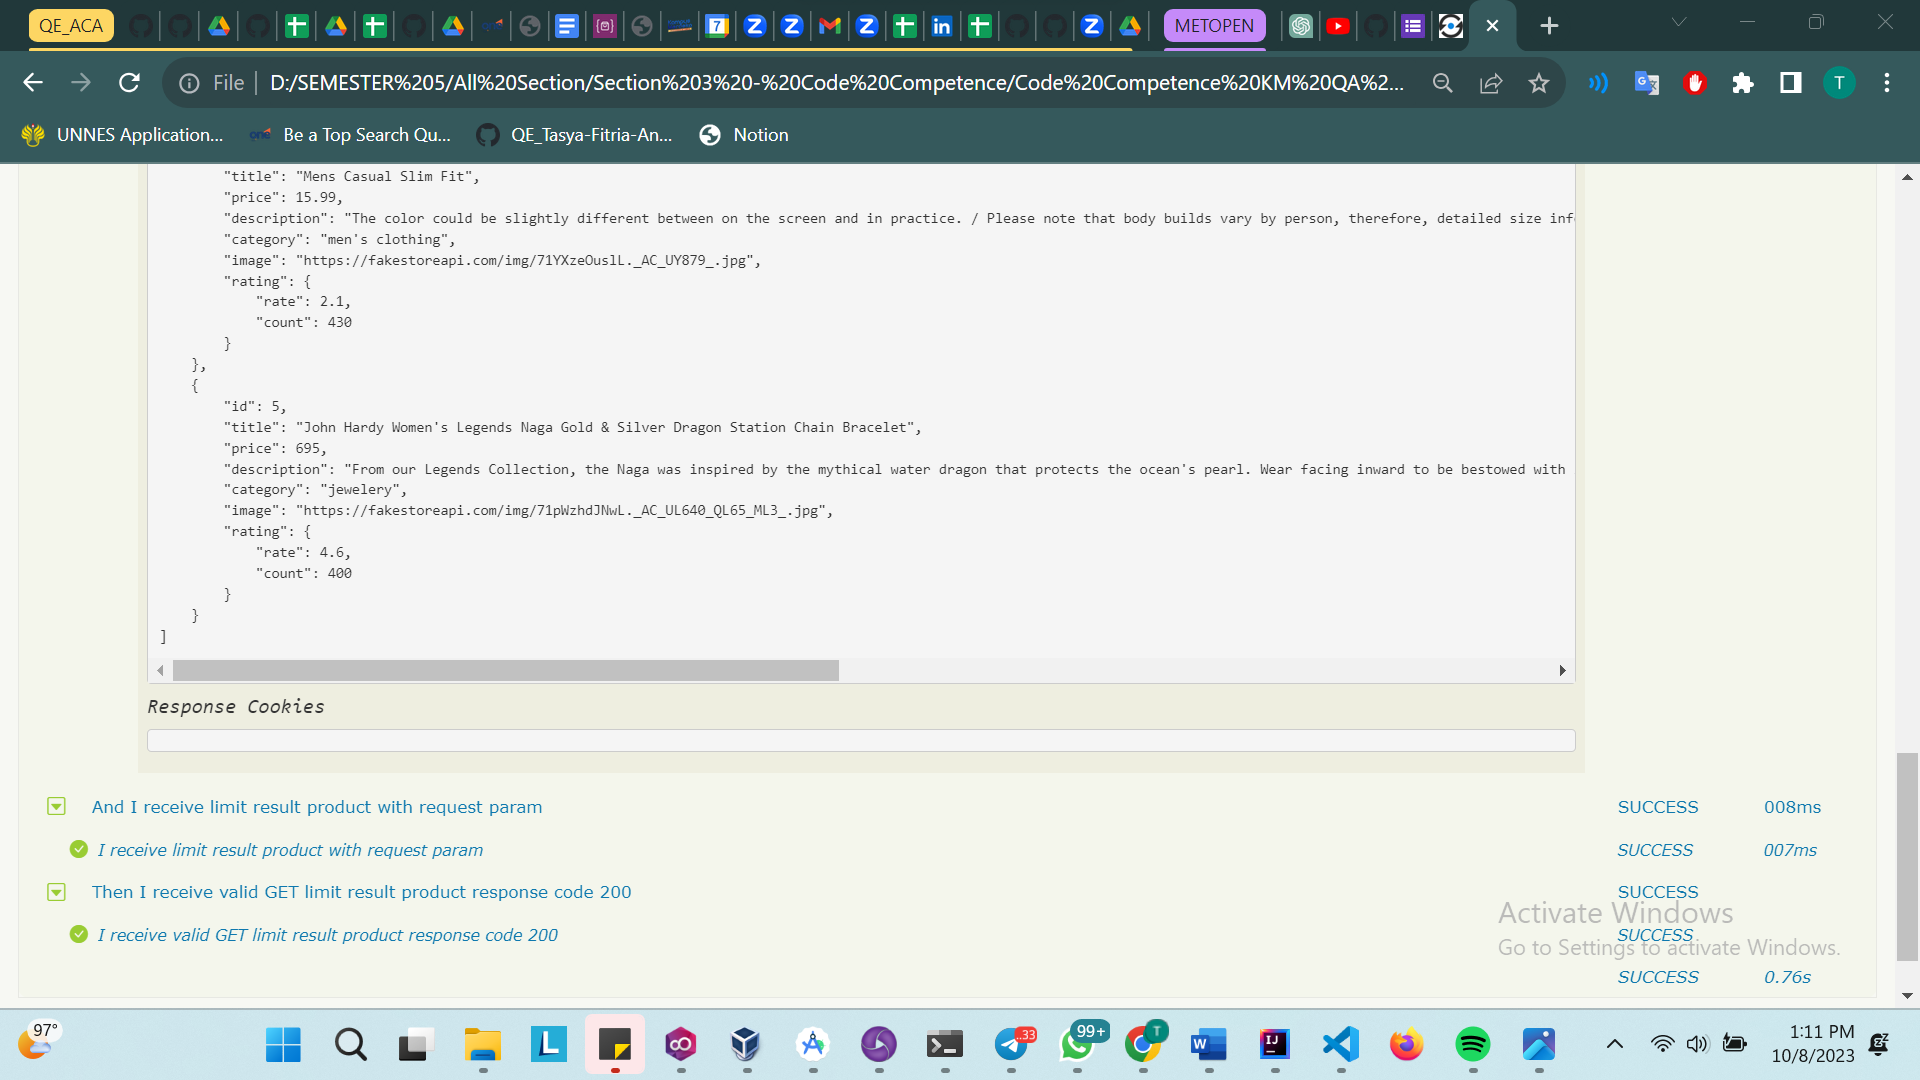 QE_ACA
METOPEN
File
D:/SEMESTER%205/All%20Section/Section%203%20-%20Code%20Competence/Code%20Competence%20KM%20QA%2...
T
UNNES Application...
one
Be a Top Search Qu...
QE_Tasya-Fitria-An...
Notion
"title": "Mens Casual Slim Fit",
"price": 15.99,
"description": "The color could be slightly different between on the screen and in practice. / Please note that body builds vary by person, therefore, detailed size inf
"category": "men's clothing",
"image": "https://fakestoreapi.com/img/71YXzeOuslL._AC_UY879_.jpg",
"rating": {
"rate": 2.1,
"count": 430
}
},
{
"id": 5,
"title": "John Hardy Women's Legends Naga Gold & Silver Dragon Station Chain Bracelet",
"price": 695,
"description": "From our Legends Collection, the Naga was inspired by the mythical water dragon that protects the ocean's pearl. Wear facing inward to be bestowed with
"category": "jewelery",
"image": "https://fakestoreapi.com/img/71pWzhdJNwL._AC_UL640_QL65_ML3_.jpg",
"rating": {
"rate": 4.6,
"count": 400
}
}
]
Response Cookies
And I receive limit result product with request param SUCCESS 008ms
I receive limit result product with request param SUCCESS 007ms
Then I receive valid GET limit result product response code 200 SUCCESS
I receive valid GET limit result product response code 200 SUCCESS
SUCCESS 0.76s
Activate Windows
Go to Settings to activate Windows.
97°
L
33
99+
T
W
IJ
1:11 PM
10/8/2023